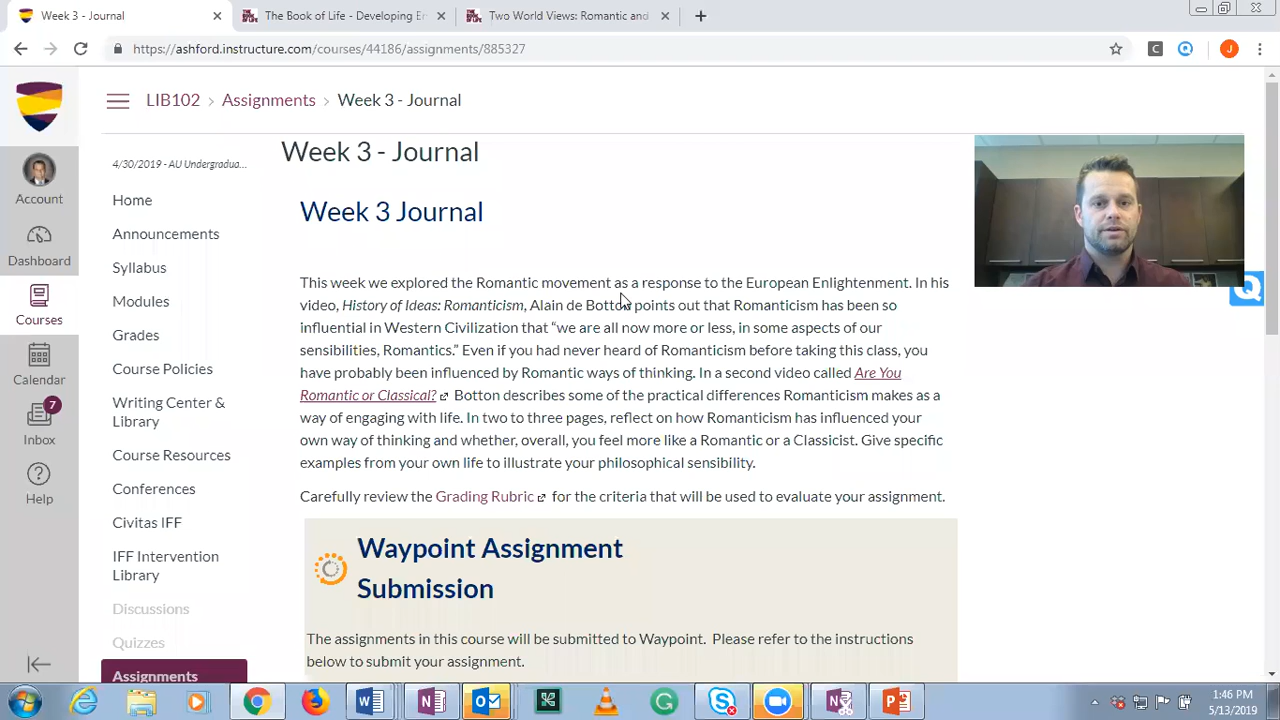 Week 3 - Journal
The Book of Life - Developing Em
Two World Views: Romantic and
https://ashford.instructure.com/courses/44186/assignments/885327
C
J
LIB102 > Assignments > Week 3 - Journal
Account
Dashboard
Courses
Calendar
7
Inbox
Help
4/30/2019 - AU Undergradua...
Home
Announcements
Syllabus
Modules
Grades
Course Policies
Writing Center &
Library
Course Resources
Conferences
Civitas IFF
IFF Intervention
Library
Discussions
Quizzes
Assignments
Week 3 - Journal
Week 3 Journal
This week we explored the Romantic movement as a response to the European Enlightenment. In his
video, History of Ideas: Romanticism, Alain de Botton points out that Romanticism has been so
influential in Western Civilization that “we are all now more or less, in some aspects of our
sensibilities, Romantics.” Even if you had never heard of Romanticism before taking this class, you
have probably been influenced by Romantic ways of thinking. In a second video called Are You
Romantic or Classical? Botton describes some of the practical differences Romanticism makes as a
way of engaging with life. In two to three pages, reflect on how Romanticism has influenced your
own way of thinking and whether, overall, you feel more like a Romantic or a Classicist. Give specific
examples from your own life to illustrate your philosophical sensibility.
Carefully review the Grading Rubric for the criteria that will be used to evaluate your assignment.
Waypoint Assignment
Submission
The assignments in this course will be submitted to Waypoint. Please refer to the instructions
below to submit your assignment.
1:46 PM
5/13/2019